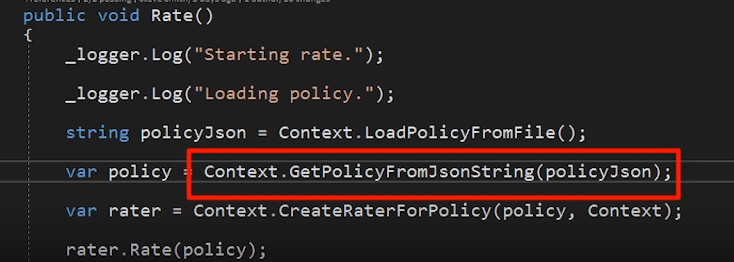 public void Rate()
{
_logger.Log("Starting rate.");
_logger.Log("Loading policy.");
string policyJson = Context.LoadPolicyFromFile();
var policy = Context.GetPolicyFromJsonString(policyJson);
var rater = Context.CreateRaterForPolicy(policy, Context);
rater.Rate(policy);